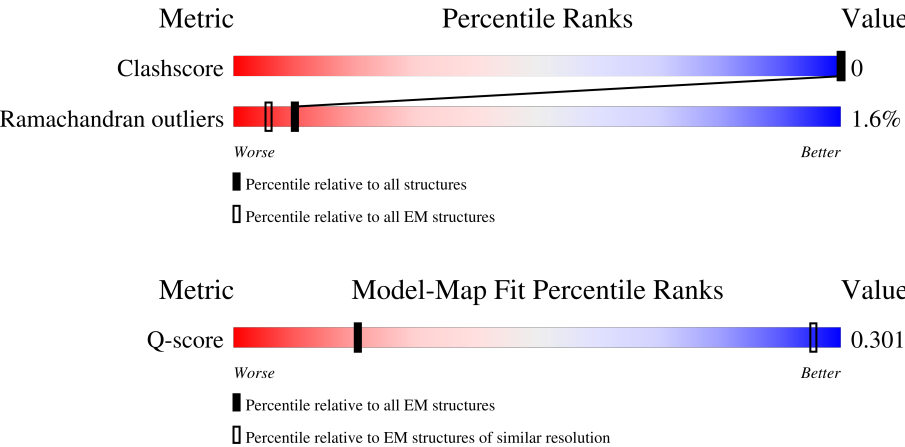 Metric Percentile Ranks Value
Clashscore 0
Ramachandran outliers 1.6%
Worse Better
Percentile relative to all structures
Percentile relative to all EM structures
Metric Model-Map Fit Percentile Ranks Value
Q-score 0.301
Worse Better
Percentile relative to all EM structures
Percentile relative to EM structures of similar resolution